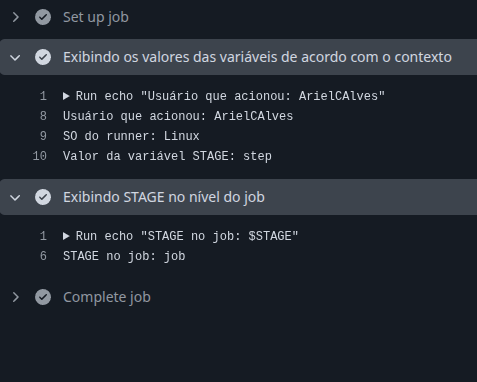 Set up job
Exibindo os valores das variáveis de acordo com o contexto
1 Run echo "Usuário que acionou: ArielCAlves"
8 Usuário que acionou: ArielCAlves
9 SO do runner: Linux
10 Valor da variável STAGE: step
Exibindo STAGE no nível do job
1 Run echo "STAGE no job: $STAGE"
6 STAGE no job: job
Complete job